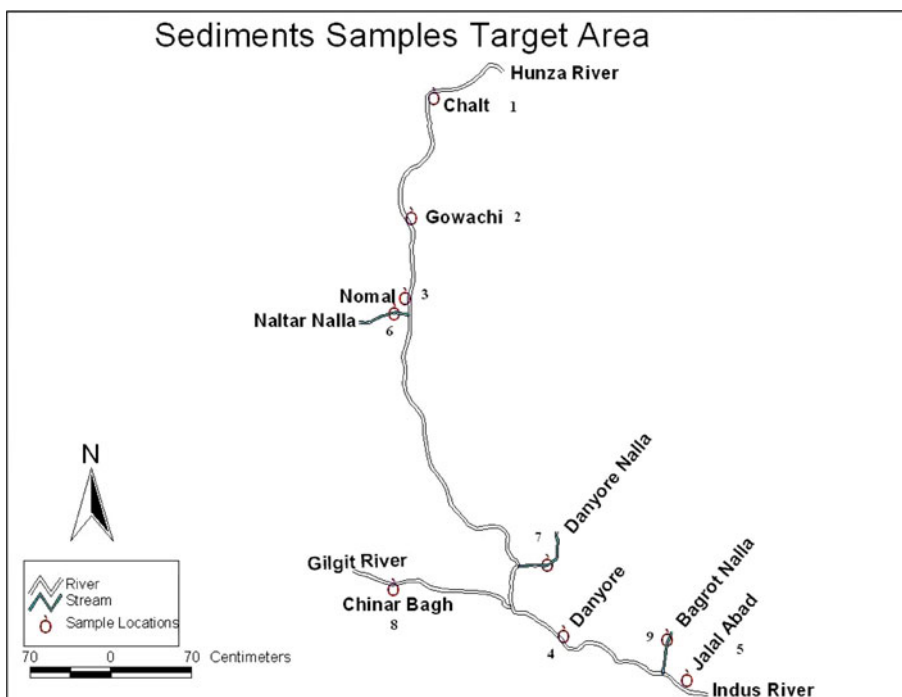 Sediments Samples Target Area
Hunza River
Chalt 1
Gowachi 2
Nomal 3
Naltar Nalla
6
Danyore Nalla
7
Gilgit River
Chinar Bagh
8
Danyore
4
Bagrot Nalla
9
Jalal Abad
5
Indus River
N
River
Stream
Sample Locations
70 0 70 Centimeters